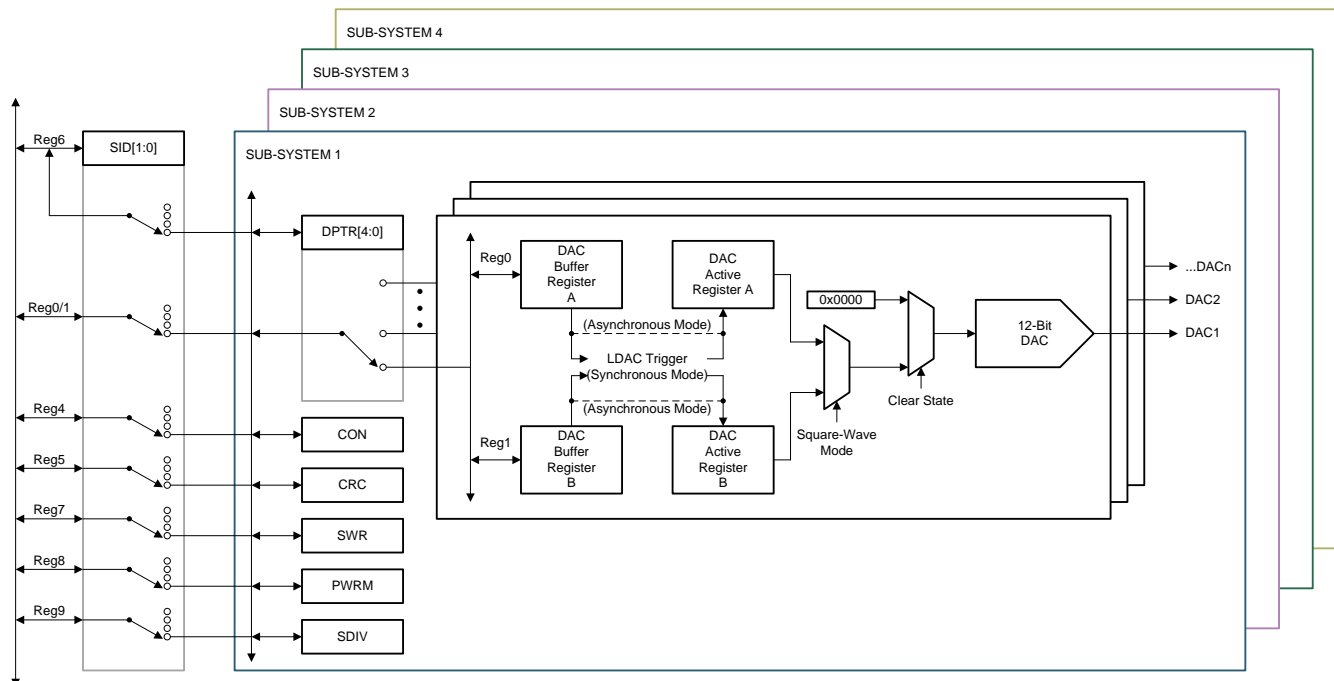 SUB-SYSTEM 4
SUB-SYSTEM 3
SUB-SYSTEM 2
SUB-SYSTEM 1
Reg6
SID[1:0]
DPTR[4:0]
Reg0/1
Reg4
CON
Reg5
CRC
Reg7
SWR
Reg8
PWRM
Reg9
SDIV
Reg0
DAC
Buffer
Register
A
DAC
Active
Register A
(Asynchronous Mode)
LDAC Trigger
(Synchronous Mode)
(Asynchronous Mode)
Reg1
DAC
Buffer
Register
B
DAC
Active
Register
B
0x0000
Square-Wave
Mode
Clear State
12-Bit
DAC
...DACn
DAC2
DAC1